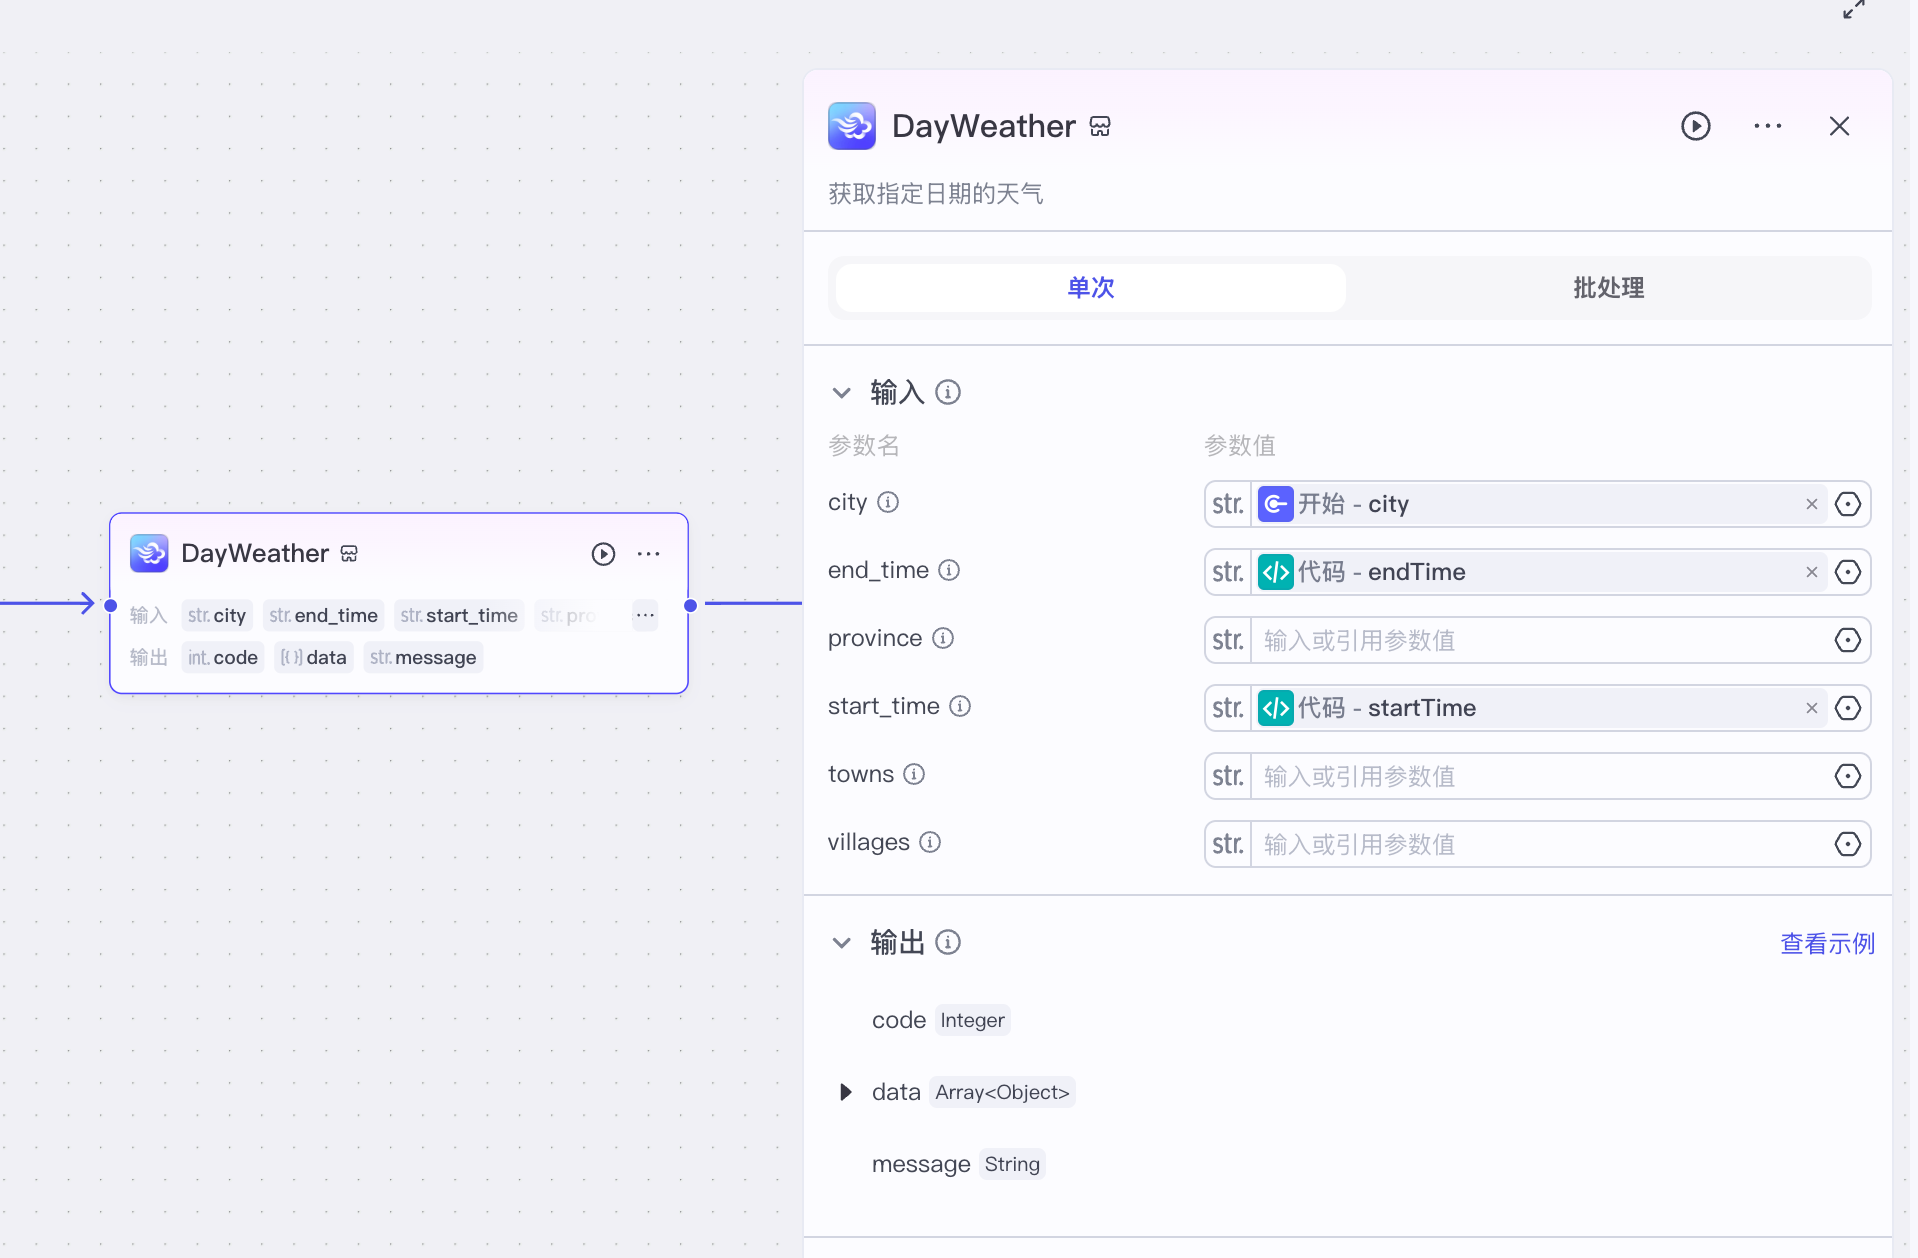 DayWeather
输入 str. city str. end_time str. start_time str. pro
输出 int. code [{}] data str. message
DayWeather
获取指定日期的天气
单次 批处理
输入
参数名 参数值
city str. 开始 - city
end_time str. 代码 - endTime
province str. 输入或引用参数值
start_time str. 代码 - startTime
towns str. 输入或引用参数值
villages str. 输入或引用参数值
输出 查看示例
code Integer
data Array<Object>
message String